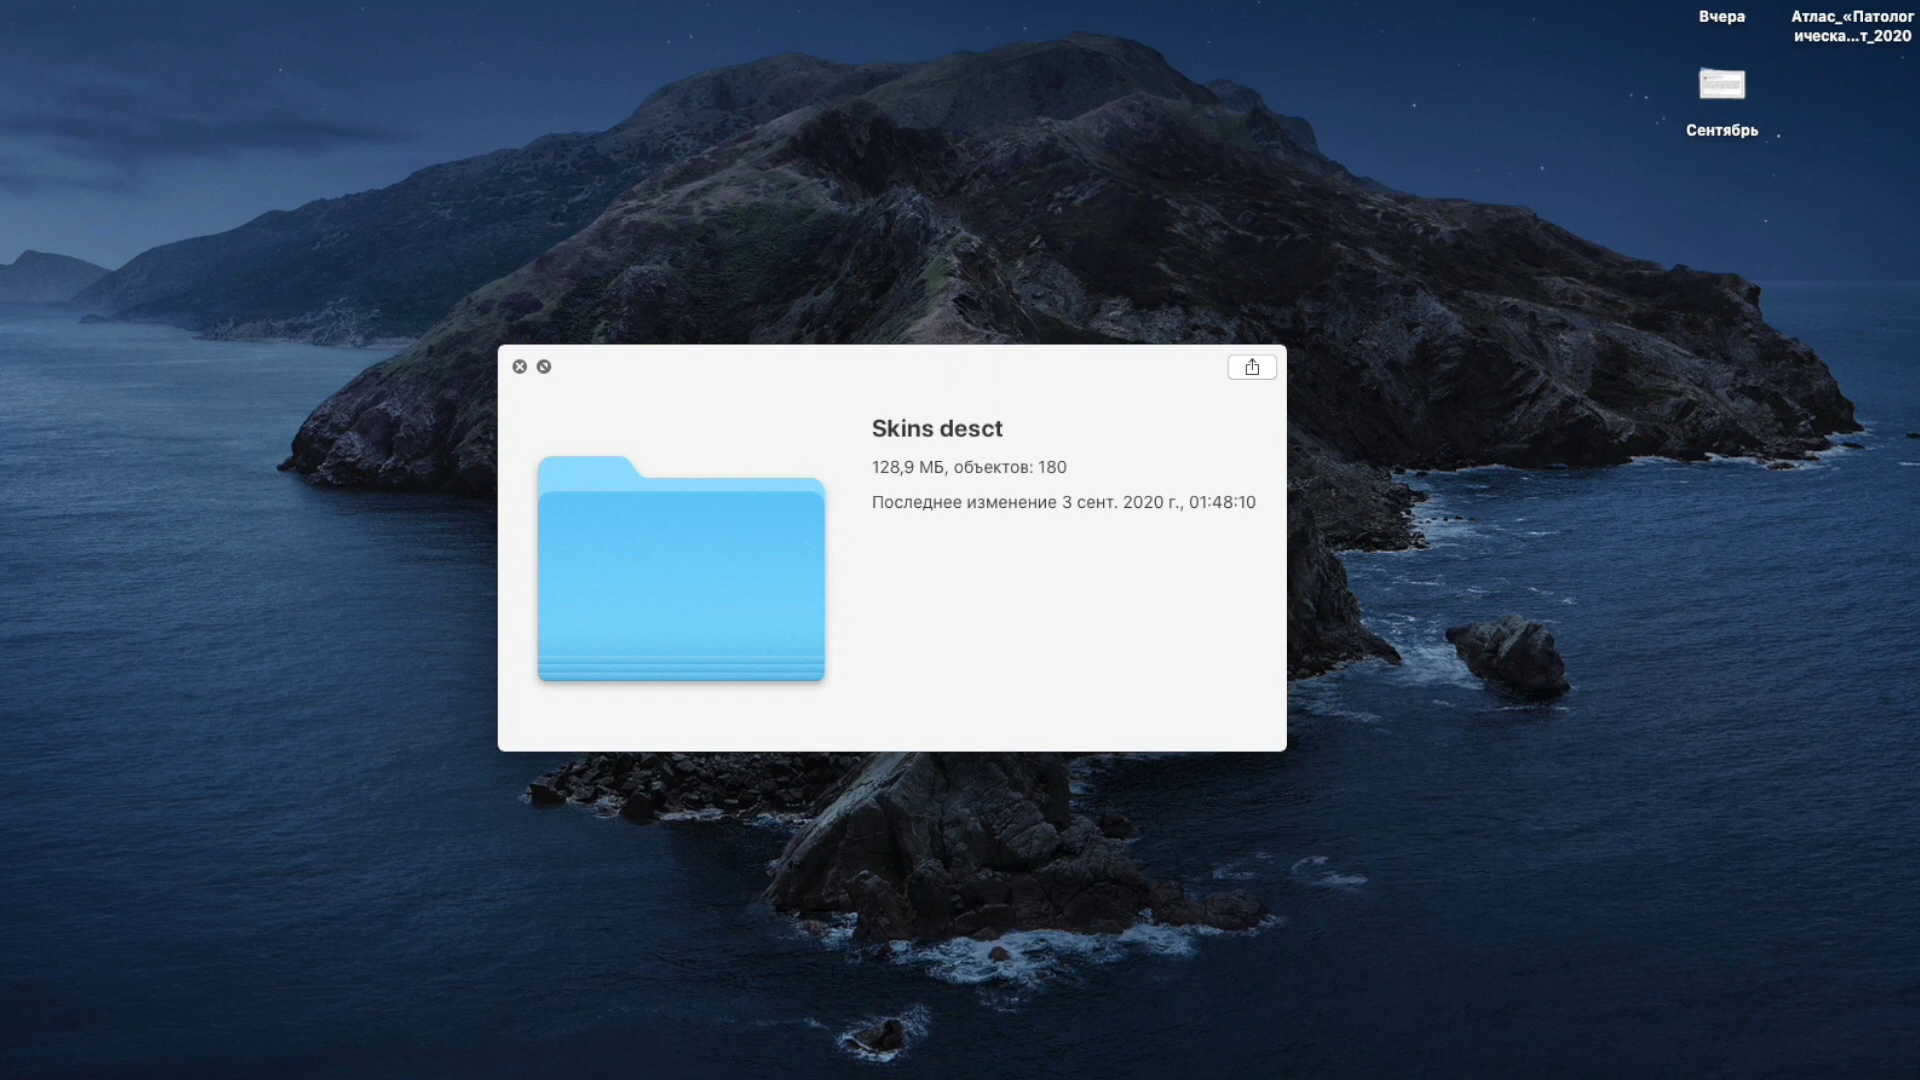 Вчера
Атлас_«Патолог
ическа...т_2020
Сентябрь
Skins desct
128,9 МБ, объектов: 180
Последнее изменение 3 сент. 2020 г., 01:48:10